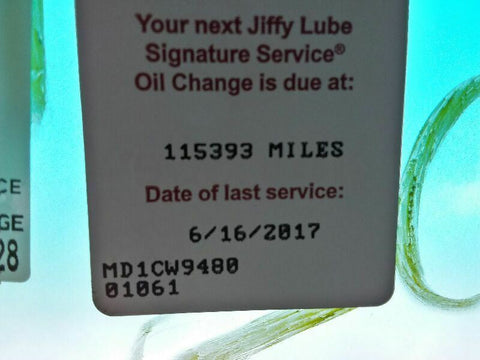 Your next Jiffy Lube
Signature Service®
Oil Change is due at:
115393 MILES
Date of last service:
6/16/2017
MD1CW9480
01061
CE
GE
28